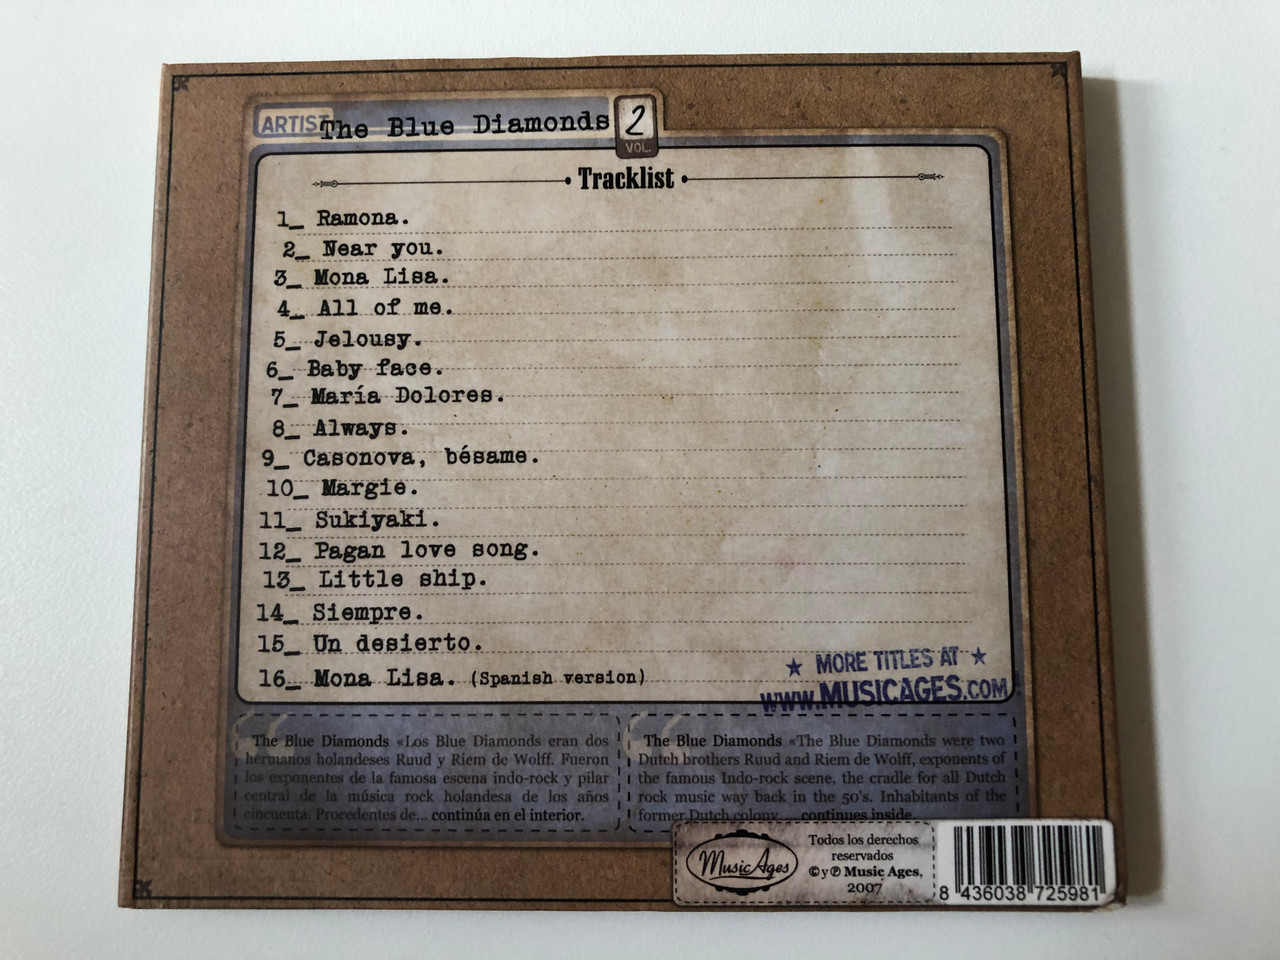 ARTIST The Blue Diamonds 2
VOL.
Tracklist
1_ Ramona.
2_ Near you.
3_ Mona Lisa.
4_ All of me.
5_ Jelousy.
6_ Baby face.
7_ María Dolores.
8_ Always.
9_ Casonova, bésame.
10_ Margie.
11_ Sukiyaki.
12_ Pagan love song.
13_ Little ship.
14_ Siempre.
15_ Un desierto.
16_ Mona Lisa. (Spanish version)
★ MORE TITLES AT ★
WWW.MUSICAGES.COM
The Blue Diamonds «Los Blue Diamonds eran dos
hermanos holandeses Ruud y Riem de Wolff. Fueron
los exponentes de la famosa escena indo-rock y pilar
central de la música rock holandesa de los años
cincuenta. Procedentes de... continúa en el interior.
The Blue Diamonds «The Blue Diamonds were two
Dutch brothers Ruud and Riem de Wolff, exponents of
the famous Indo-rock scene, the cradle for all Dutch
rock music way back in the 50's. Inhabitants of the
former Dutch colony ... continues inside.
Music Ages
Todos los derechos
reservados
©y℗ Music Ages,
2007
8 436038 725981